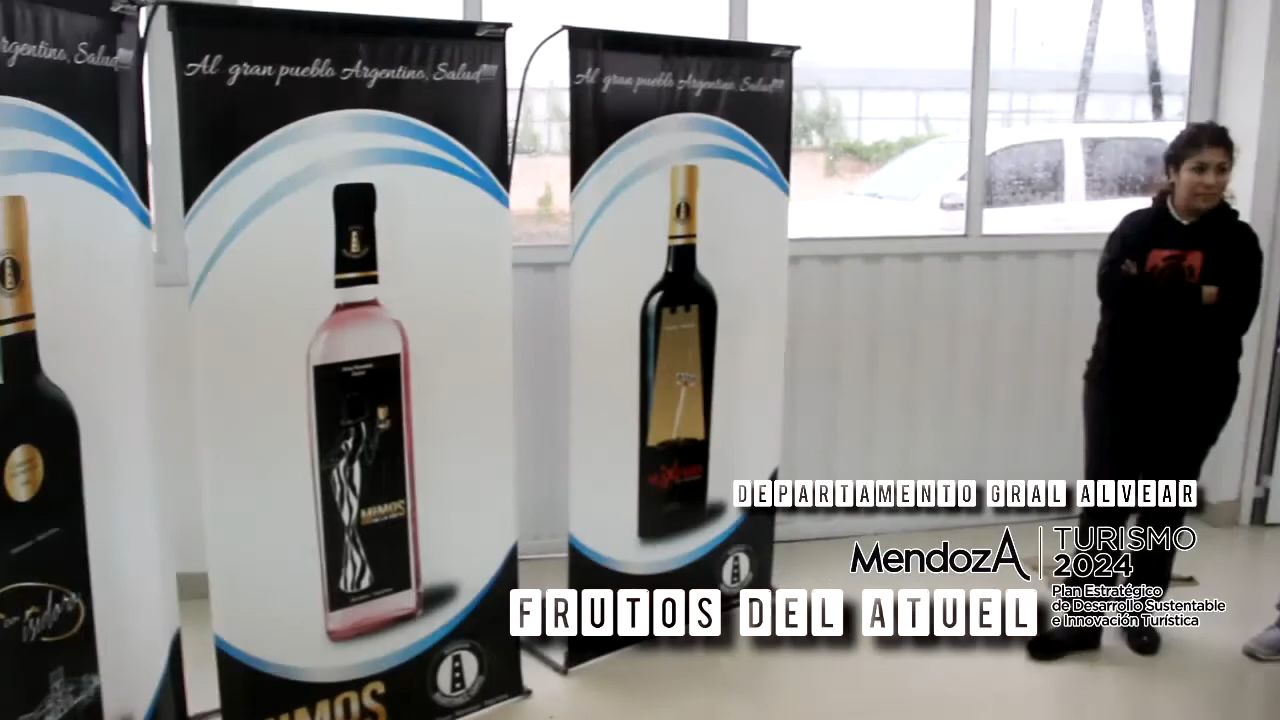 rgentino, Salud!!!!
Al gran pueblo Argentino, Salud!!!!
Al gran pueblo Argentino, Salud!!!!
MIMOS
MIMOS
DEPARTAMENTO GRAL ALVEAR
MendozA
TURISMO
2024
Plan Estratégico
de Desarrollo Sustentable
e Innovación Turística
FRUTOS DEL ATUEL